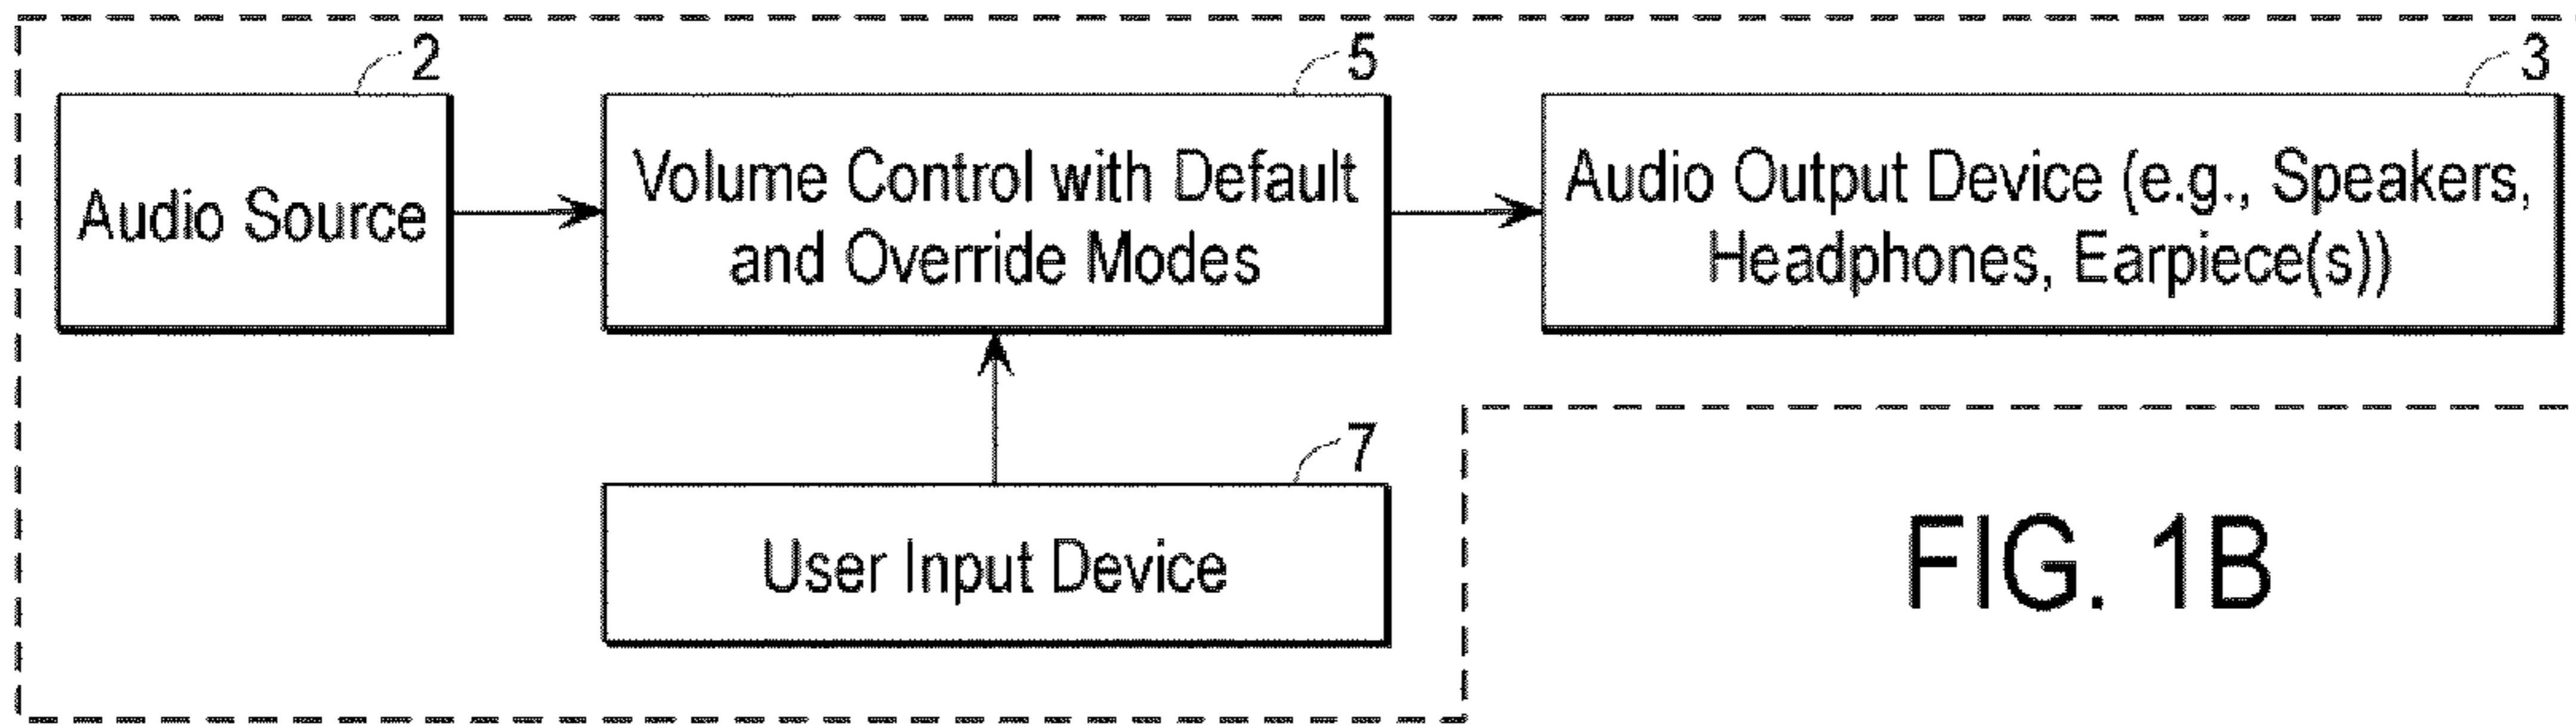 2
Audio Source
5
Volume Control with Default
and Override Modes
3
Audio Output Device (e.g., Speakers,
Headphones, Earpiece(s))
7
User Input Device
FIG. 1B